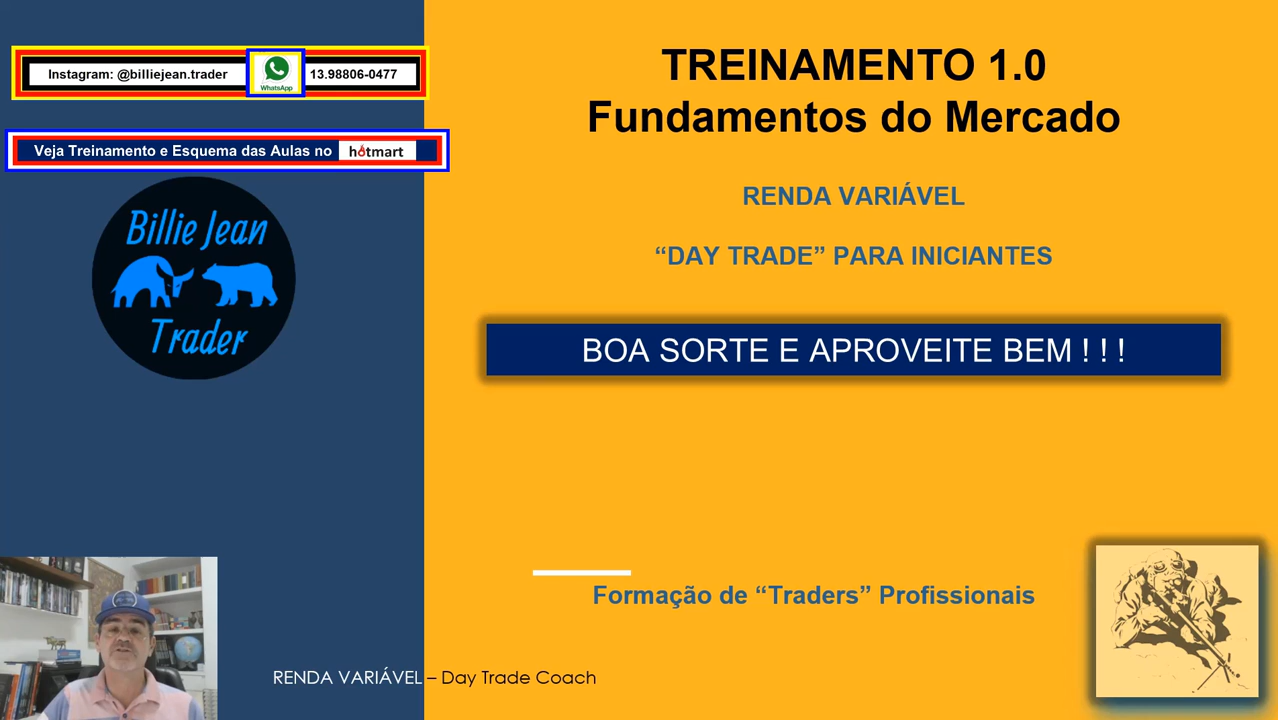 Instagram: @billiejean.trader
WhatsApp
13.98806-0477
Veja Treinamento e Esquema das Aulas no hotmart
Billie Jean
Trader
TREINAMENTO 1.0
Fundamentos do Mercado
RENDA VARIÁVEL
“DAY TRADE” PARA INICIANTES
BOA SORTE E APROVEITE BEM ! ! !
Formação de “Traders” Profissionais
RENDA VARIÁVEL – Day Trade Coach